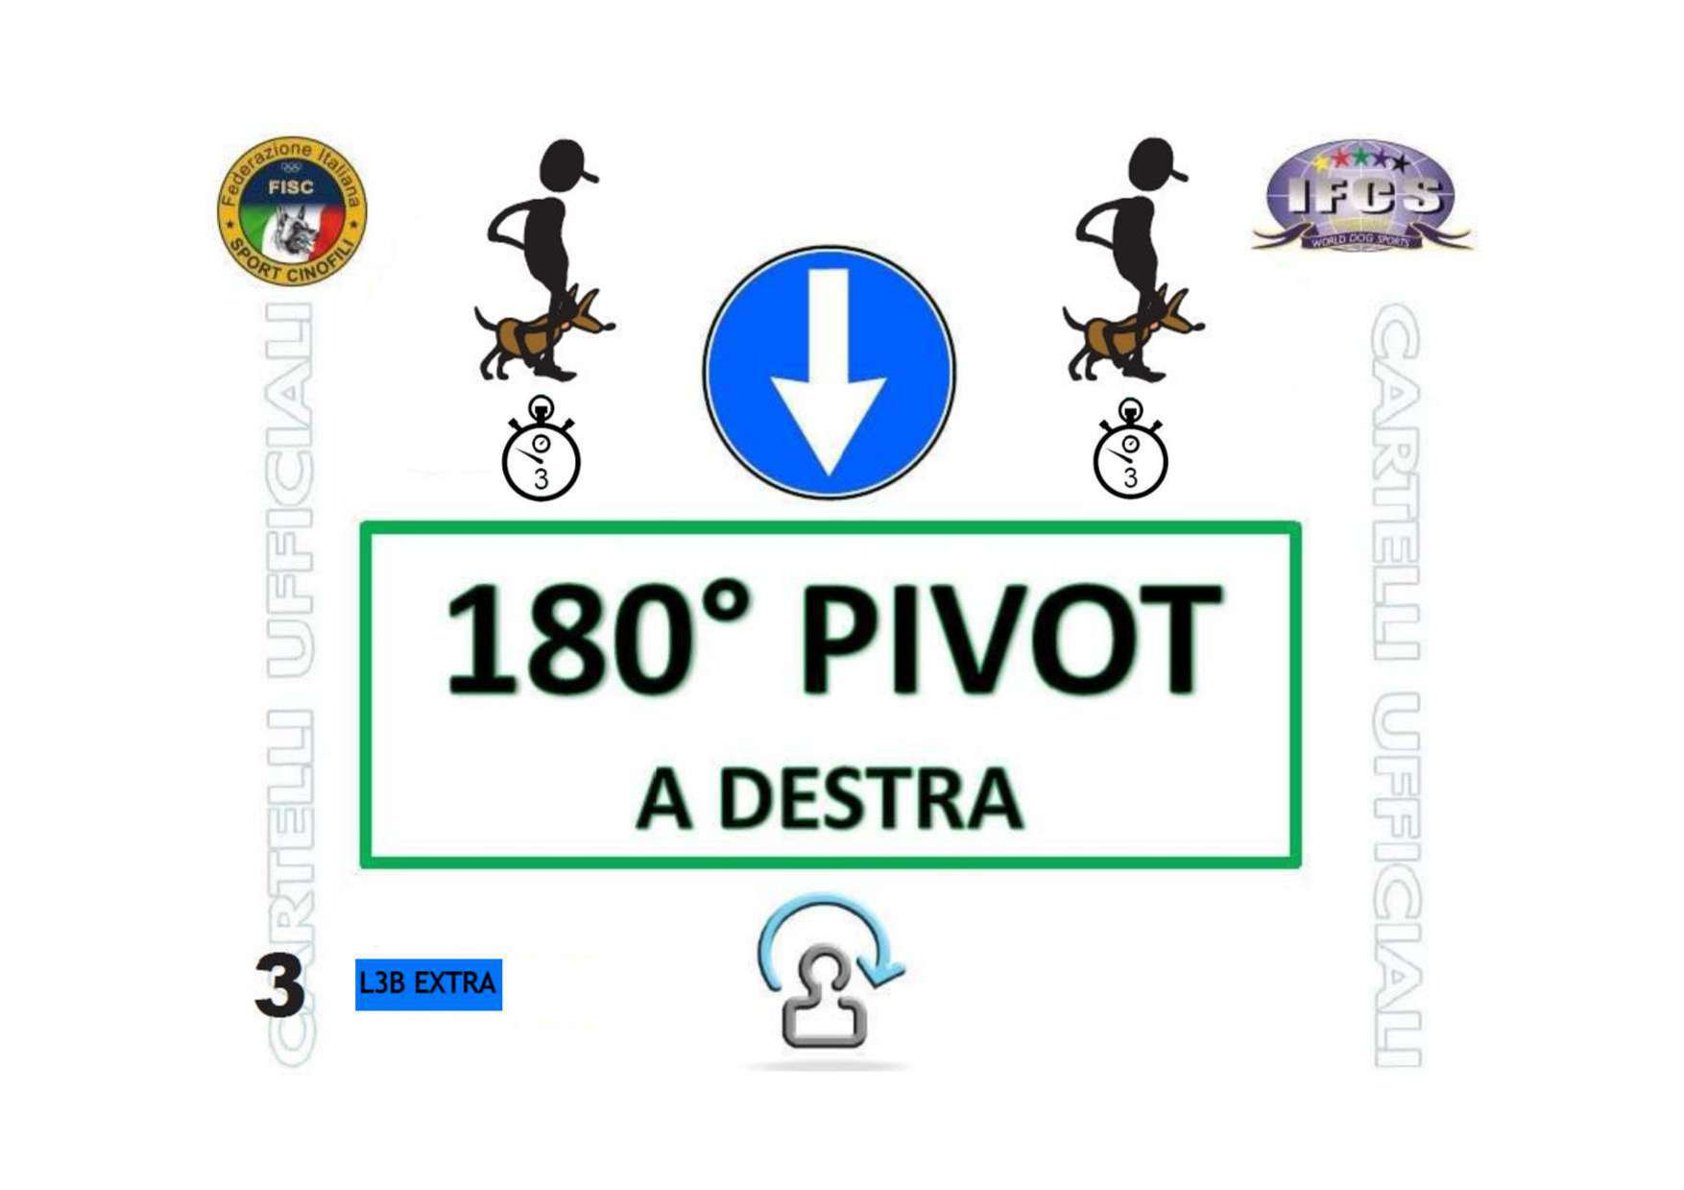 Federazione Italiana
FISC
SPORT CINOFILI
IFCS
WORLD DOG SPORTS
CARTELLI UFFICIALI
CARTELLI UFFICIALI
3
3
180° PIVOT
A DESTRA
3
L3B EXTRA